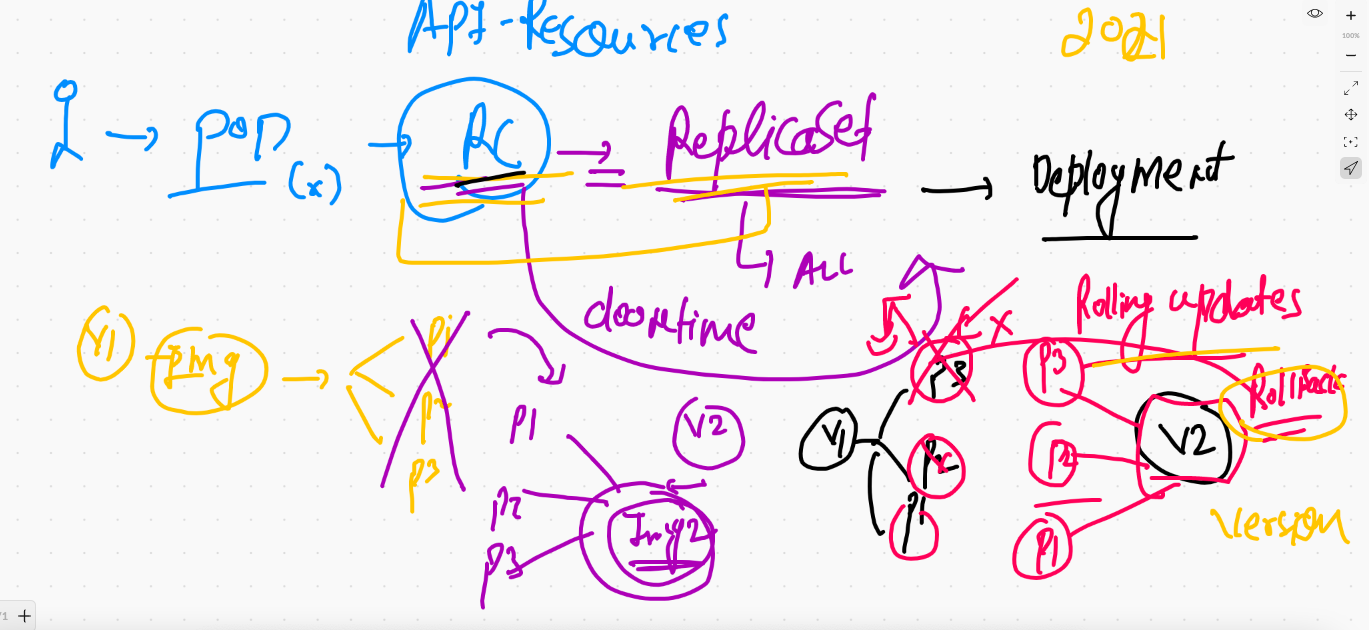 API-Resources
2021
POD
(x)
RC
ReplicaSet
Deployment
ALL
downtime
Rolling updates
Rollback
V1
img
P1
P2
P3
P1
P2
P3
V2
Img2
V1
P3
P2
P1
X
P3
P2
P1
V2
Version
100%